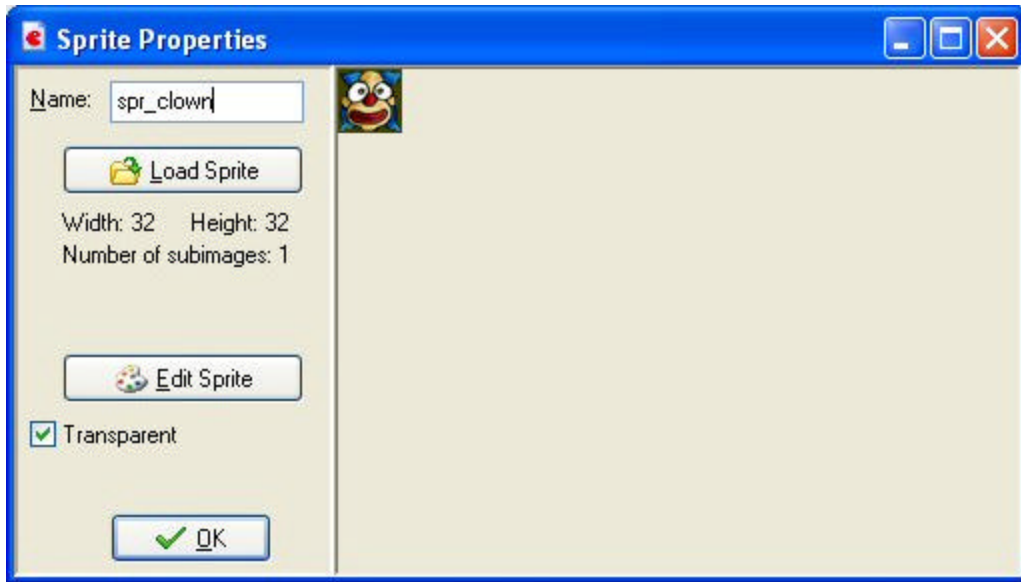 Sprite Properties
Name: spr_clown
Load Sprite
Width: 32 Height: 32
Number of subimages: 1
Edit Sprite
Transparent
OK